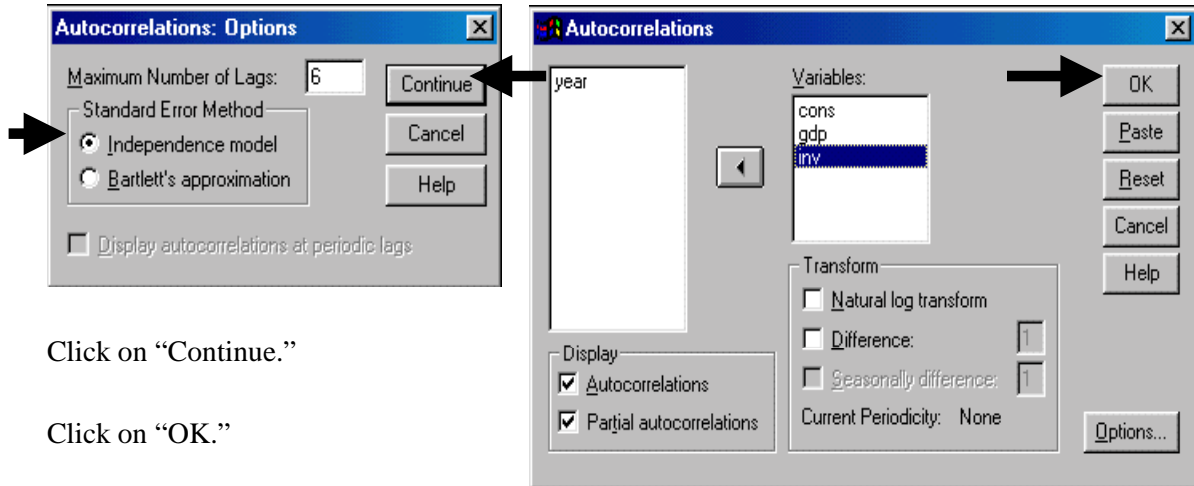 Autocorrelations: Options
Maximum Number of Lags: 6
Standard Error Method
Independence model
Bartlett's approximation
Display autocorrelations at periodic lags
Continue
Cancel
Help
Click on “Continue.”
Click on “OK.”
Autocorrelations
year
Variables:
cons
gdp
inv
OK
Paste
Reset
Cancel
Help
Transform
Natural log transform
Difference: 1
Seasonally difference: 1
Current Periodicity: None
Display
Autocorrelations
Partial autocorrelations
Options...